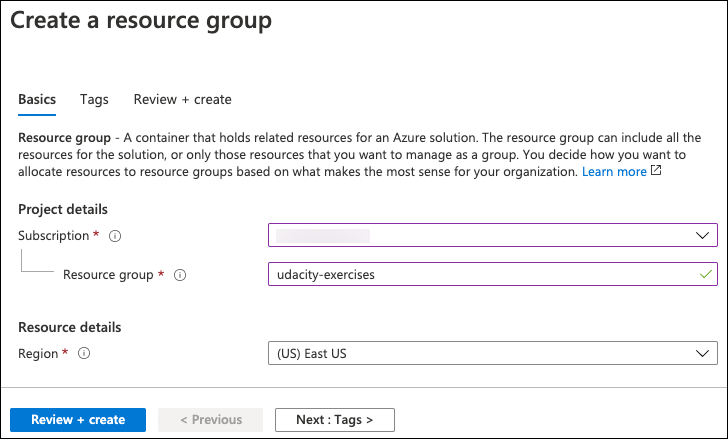 Create a resource group
Basics Tags Review + create
Resource group - A container that holds related resources for an Azure solution. The resource group can include all the
resources for the solution, or only those resources that you want to manage as a group. You decide how you want to
allocate resources to resource groups based on what makes the most sense for your organization. Learn more
Project details
Subscription *
Resource group * udacity-exercises
Resource details
Region * (US) East US
Review + create < Previous Next : Tags >